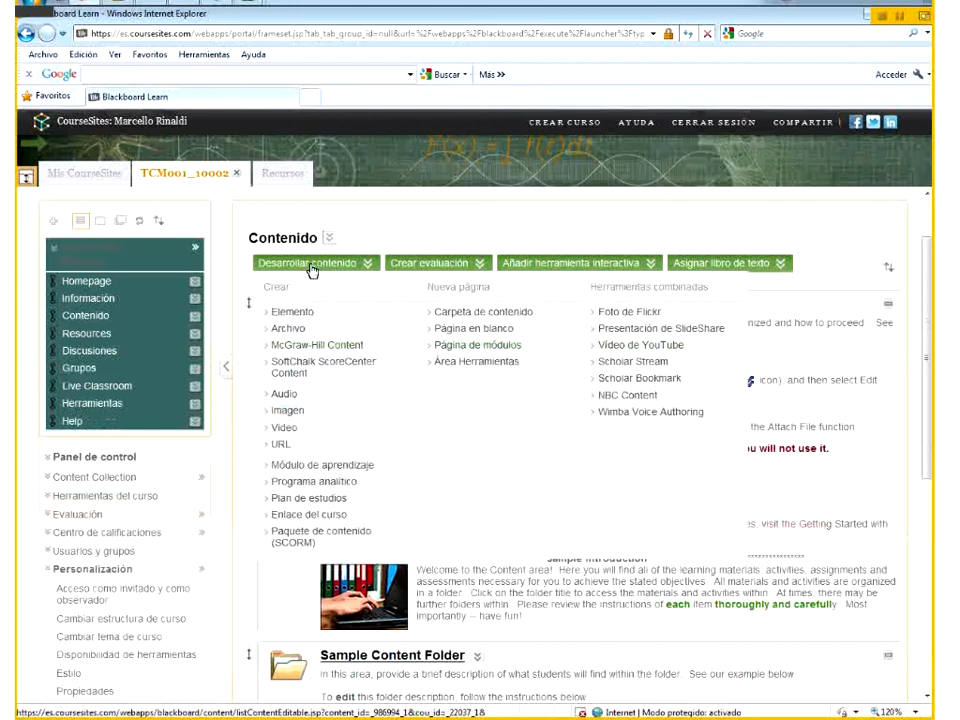 board Learn - Windows Internet Explorer
https://es.coursesites.com/webapps/portal/frameset.jsp?tab_tab_group_id=null&url=%2Fwebapps%2Fblackboard%2Fexecute%2Flauncher%3Ftyp
Google
Archivo Edición Ver Favoritos Herramientas Ayuda
x Google Buscar Más >> Acceder
Favoritos Blackboard Learn
CourseSites: Marcello Rinaldi CREAR CURSO AYUDA CERRAR SESIÓN COMPARTIR
Mis CourseSites TCM001_10002 x Recursos
Contenido
Desarrollar contenido Crear evaluación Añadir herramienta interactiva Asignar libro de texto
Homepage
Información
Contenido
Resources
Discusiones
Grupos
Live Classroom
Herramientas
Help
Panel de control
Content Collection
Herramientas del curso
Evaluación
Centro de calificaciones
Usuarios y grupos
Personalización
Acceso como invitado y como
observador
Cambiar estructura de curso
Cambiar tema de curso
Disponibilidad de herramientas
Estilo
Propiedades
Crear
Elemento
Archivo
McGraw-Hill Content
SoftChalk ScoreCenter
Content
Audio
Imagen
Video
URL
Módulo de aprendizaje
Programa analítico
Plan de estudios
Enlace del curso
Paquete de contenido
(SCORM)
Nueva página
Carpeta de contenido
Página en blanco
Página de módulos
Área Herramientas
Herramientas combinadas
Foto de Flickr
Presentación de SlideShare
Vídeo de YouTube
Scholar Stream
Scholar Bookmark
NBC Content
Wimba Voice Authoring
nized and how to proceed See
icon), and then select Edit
the Attach File function
ou will not use it.
es, visit the Getting Started with
Sample Introduction
Welcome to the Content area! Here you will find all of the learning materials, activities, assignments and
assessments necessary for you to achieve the stated objectives. All materials and activities are organized
in a folder. Click on the folder title to access the materials and activities within. At times, there may be
further folders within. Please review the instructions of each item thoroughly and carefully. Most
importantly -- have fun!
Sample Content Folder
In this area, provide a brief description of what students will find within the folder. See our example below.
To edit this folder description, follow the instructions below.
https://es.coursesites.com/webapps/blackboard/content/listContentEditable.jsp?content_id=_986994_1&cou_id=_22037_1&
Internet | Modo protegido: activado 120%